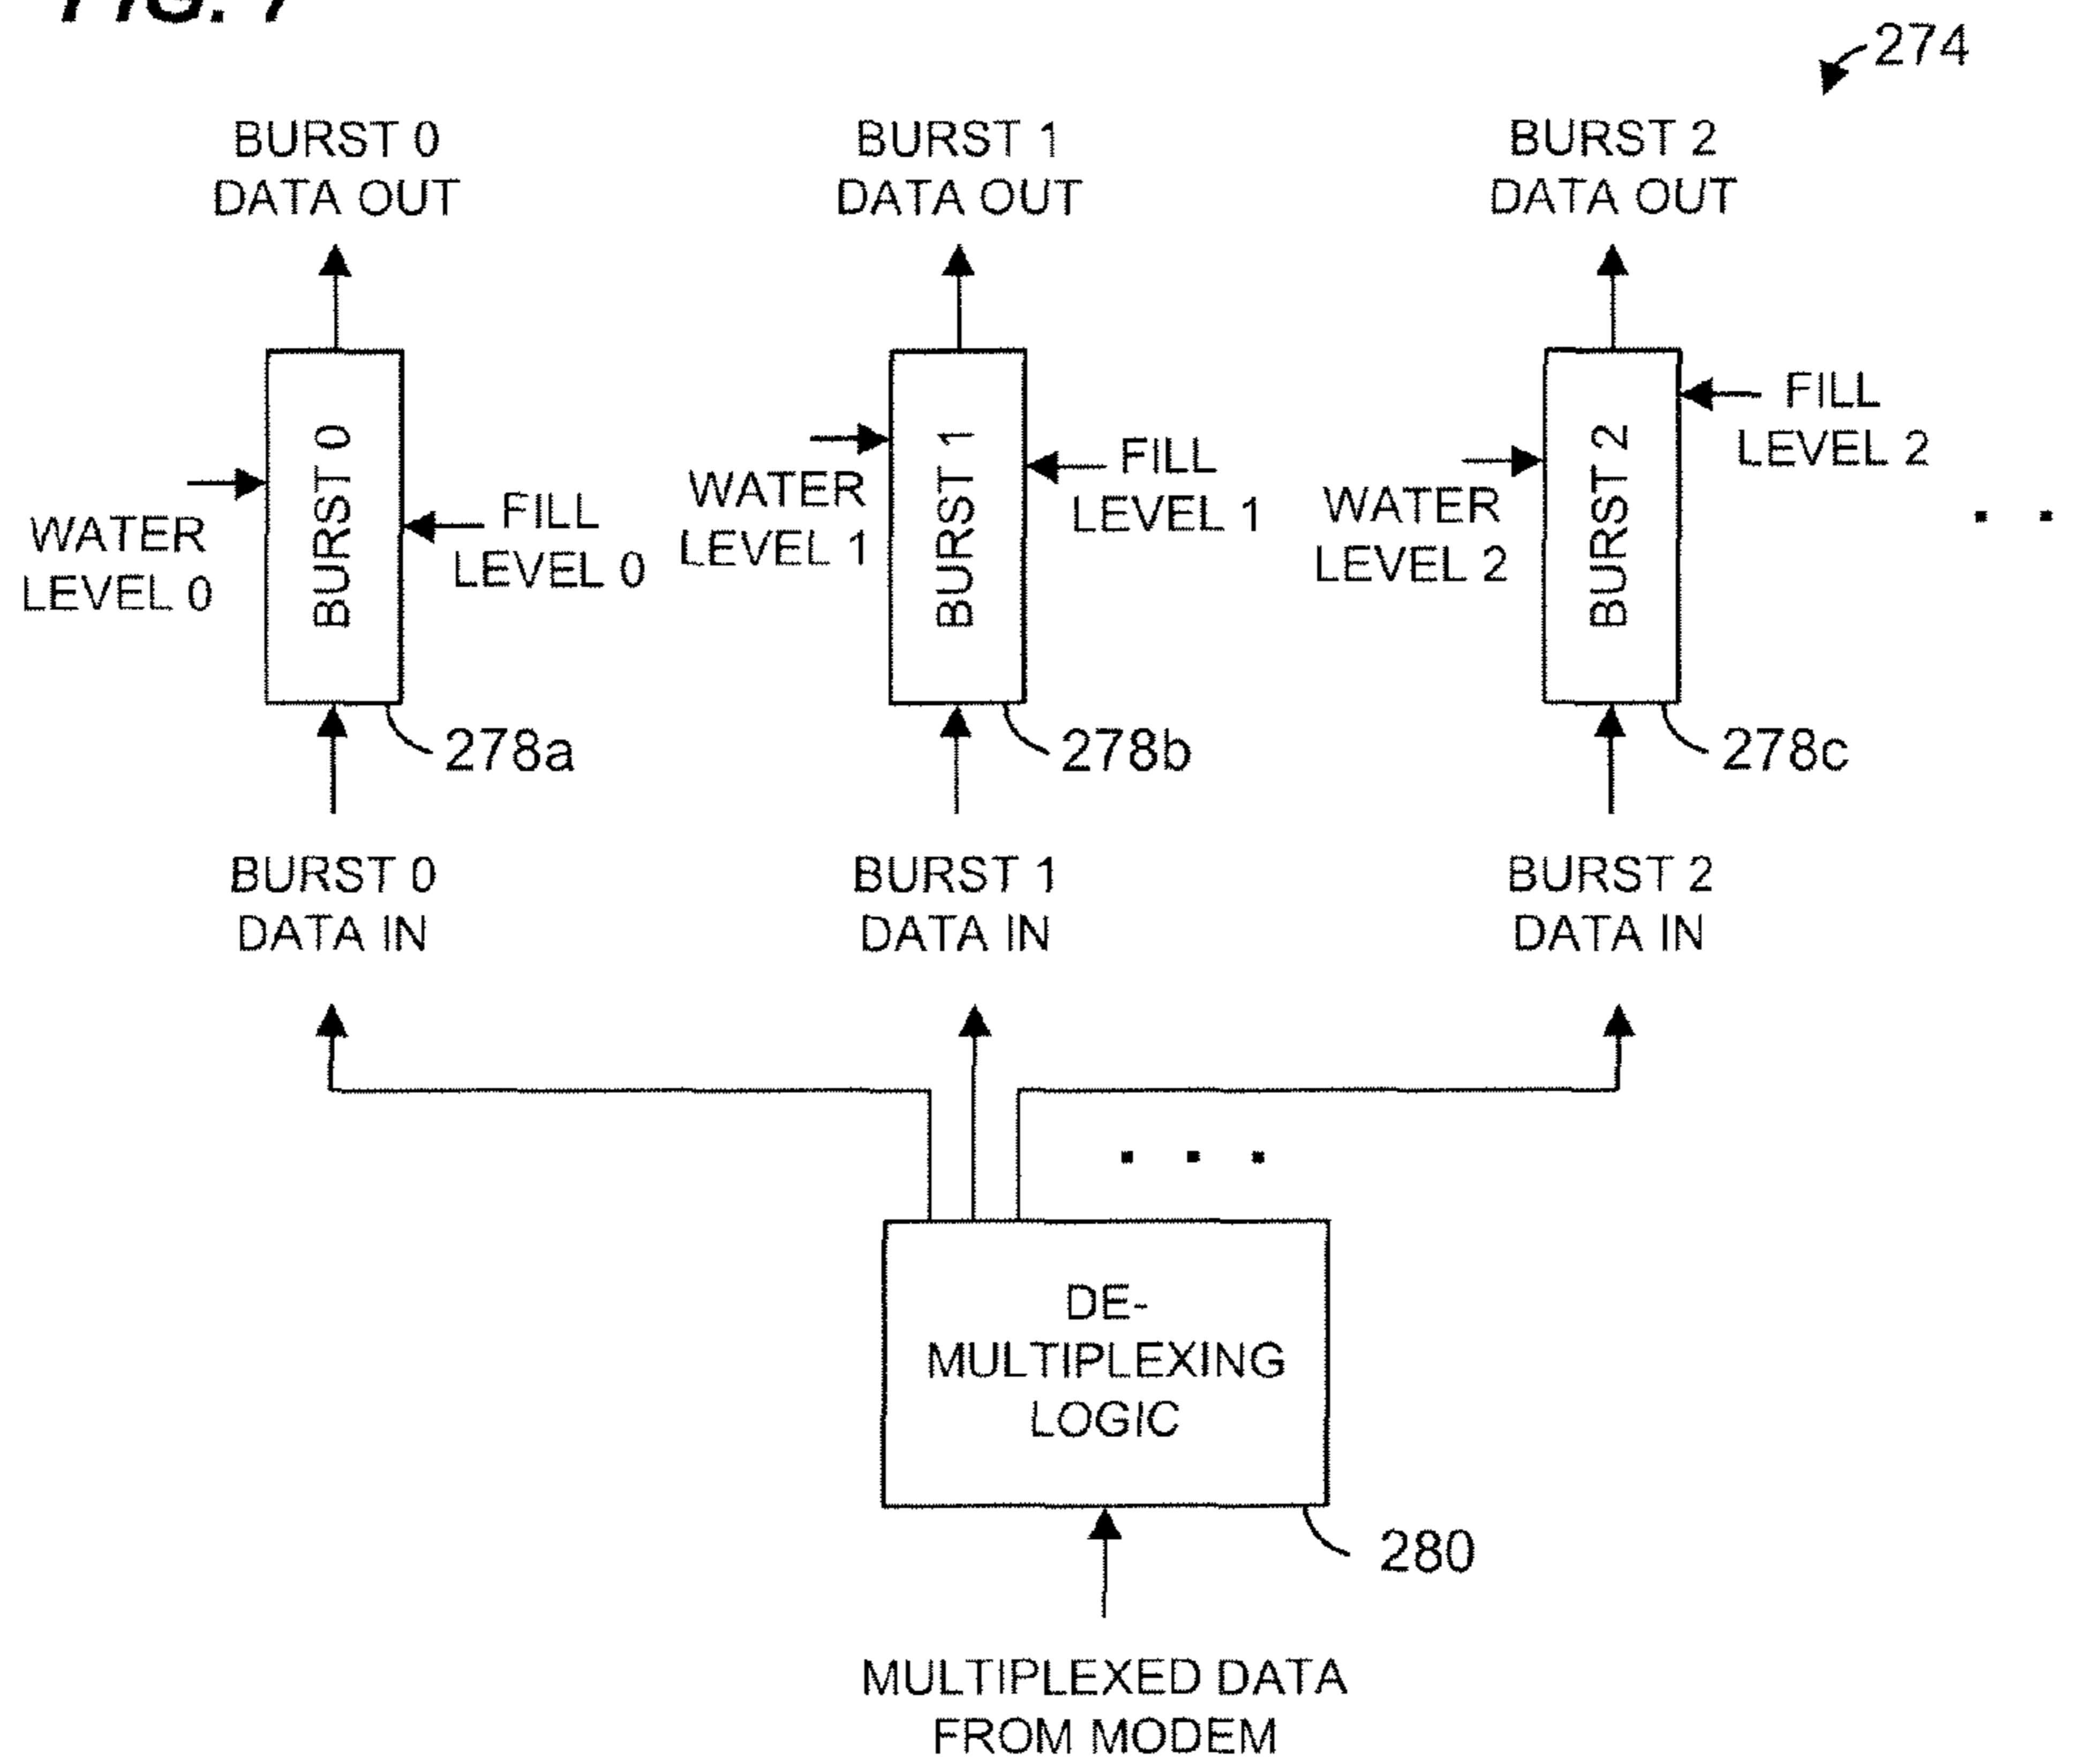 FIG. 7
274
BURST 0
DATA OUT
BURST 1
DATA OUT
BURST 2
DATA OUT
BURST 0
WATER
LEVEL 0
FILL
LEVEL 0
278a
BURST 1
WATER
LEVEL 1
FILL
LEVEL 1
278b
BURST 2
WATER
LEVEL 2
FILL
LEVEL 2
278c
BURST 0
DATA IN
BURST 1
DATA IN
BURST 2
DATA IN
DE-
MULTIPLEXING
LOGIC
280
MULTIPLEXED DATA
FROM MODEM